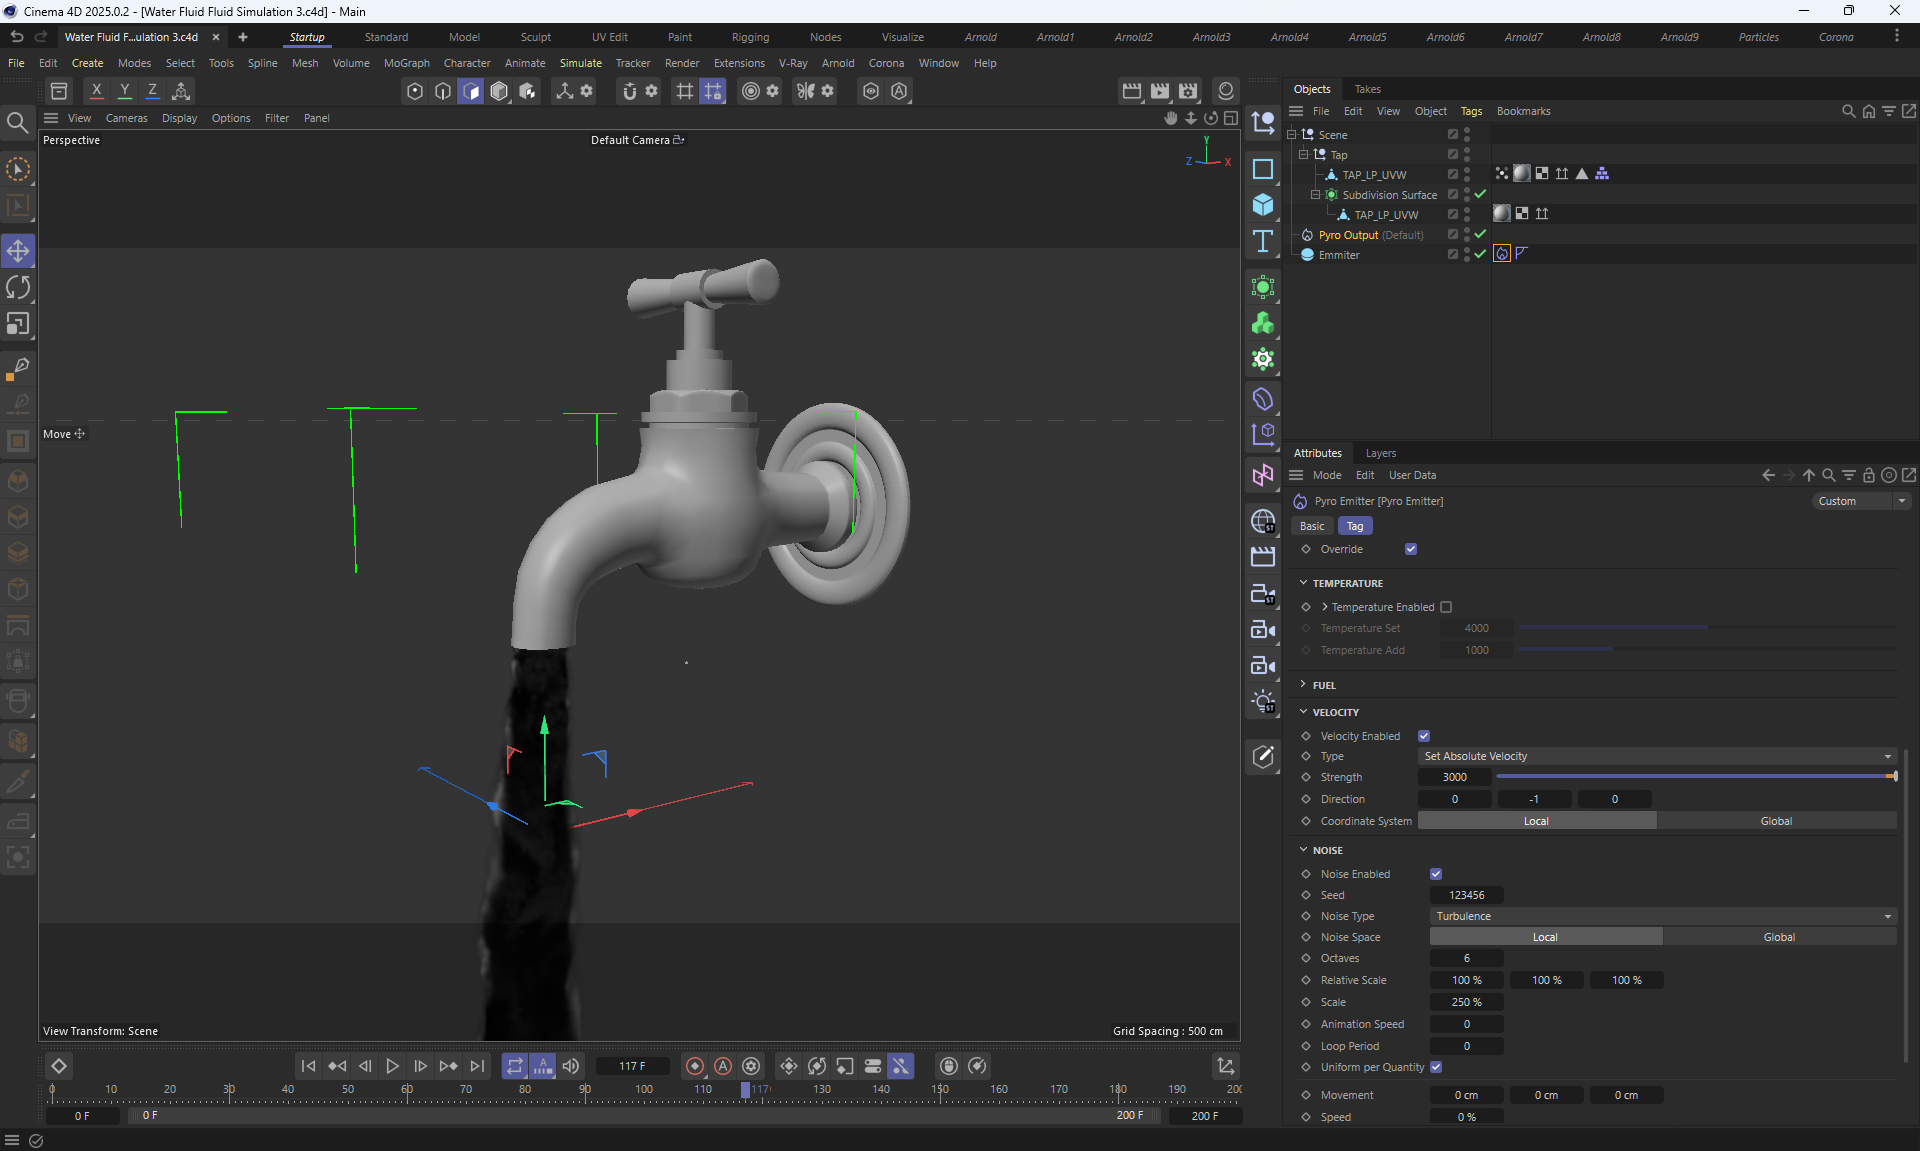 Cinema 4D 2025.0.2 - [Water Fluid Fluid Simulation 3.c4d] - Main
Water Fluid F...ulation 3.c4d
Startup Standard Model Sculpt UV Edit Paint Rigging Nodes Visualize Arnold Arnold1 Arnold2 Arnold3 Arnold4 Arnold5 Arnold6 Arnold7 Arnold8 Arnold9 Particles Corona
File Edit Create Modes Select Tools Spline Mesh Volume MoGraph Character Animate Simulate Tracker Render Extensions V-Ray Arnold Corona Window Help
X Y Z
View Cameras Display Options Filter Panel
Perspective
Default Camera
Y
Z X
Move
View Transform: Scene
Grid Spacing : 500 cm
Objects Takes
File Edit View Object Tags Bookmarks
Scene
Tap
TAP_LP_UVW
Subdivision Surface
TAP_LP_UVW
Pyro Output (Default)
Emmiter
Attributes Layers
Mode Edit User Data
Pyro Emitter [Pyro Emitter]
Custom
Basic Tag
Override
TEMPERATURE
Temperature Enabled
Temperature Set 4000
Temperature Add 1000
FUEL
VELOCITY
Velocity Enabled
Type Set Absolute Velocity
Strength 3000
Direction 0 -1 0
Coordinate System Local Global
NOISE
Noise Enabled
Seed 123456
Noise Type Turbulence
Noise Space Local Global
Octaves 6
Relative Scale 100 % 100 % 100 %
Scale 250 %
Animation Speed 0
Loop Period 0
Uniform per Quantity
Movement 0 cm 0 cm 0 cm
Speed 0 %
117 F
0 10 20 30 40 50 60 70 80 90 100 110 117 130 140 150 160 170 180 190 200
0 F 0 F 200 F 200 F